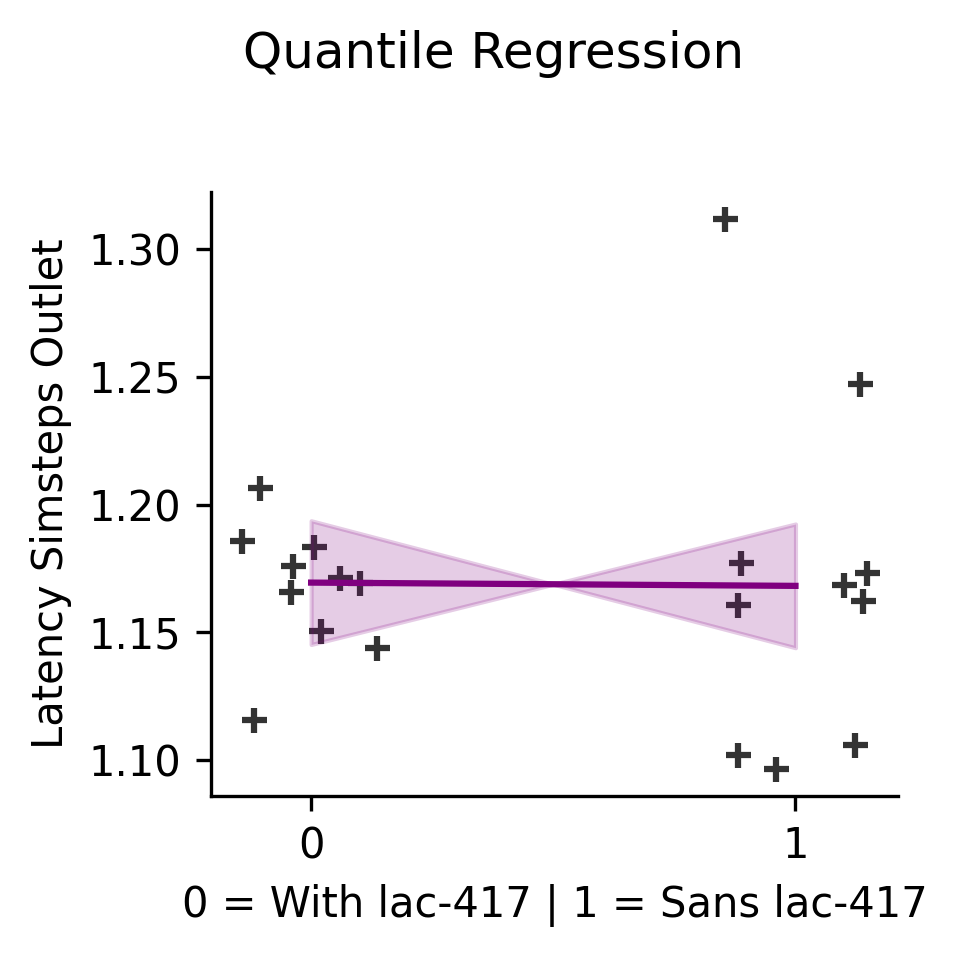 Quantile Regression
Latency Simsteps Outlet
1.30
1.25
1.20
1.15
1.10
0 1
0 = With lac-417 | 1 = Sans lac-417